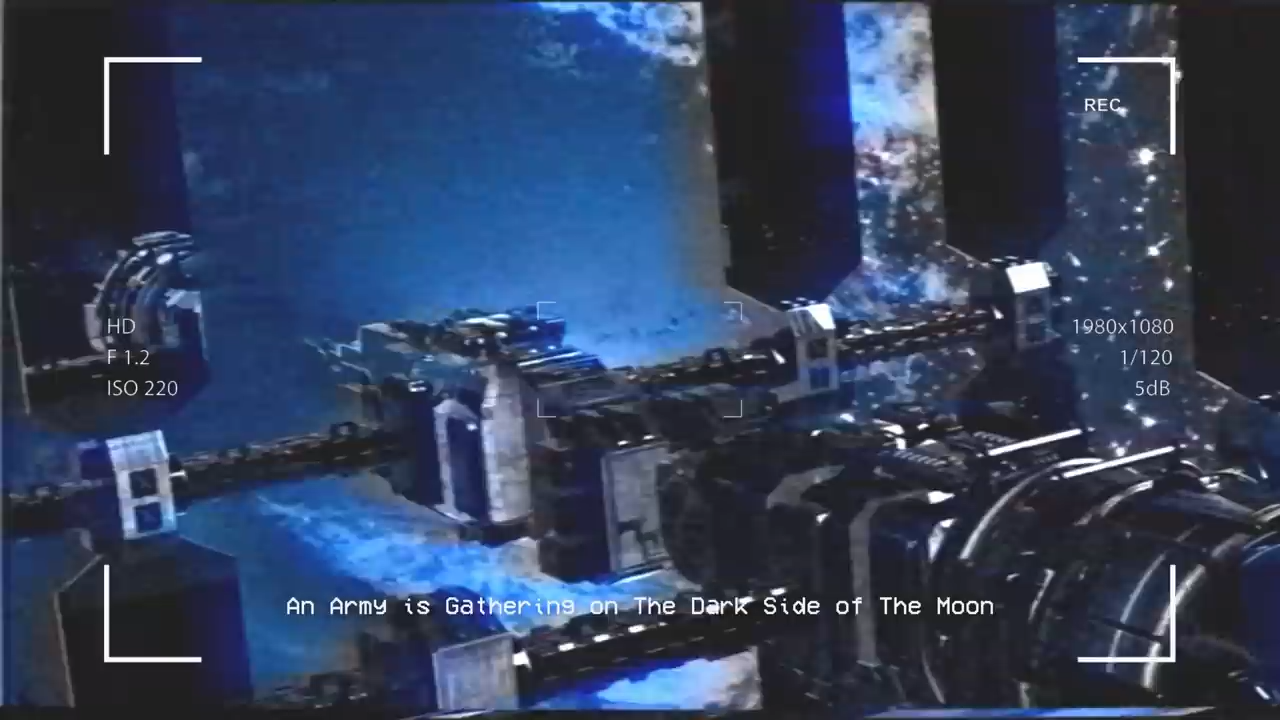 REC
HD
F 1.2
ISO 220
1980x1080
1/120
5dB
An Army is Gathering on The Dark Side of The Moon